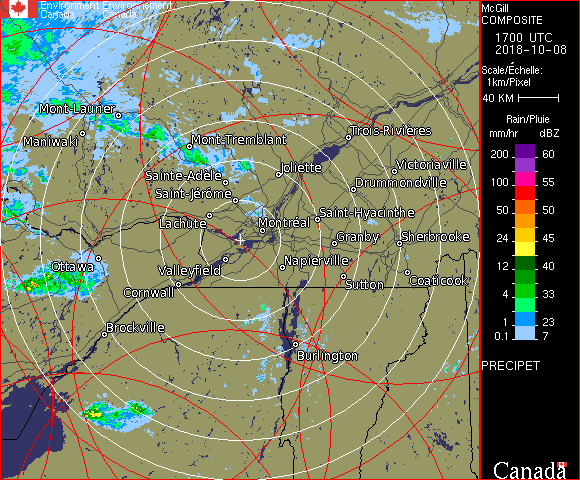 Environment Environnement
Canada Canada
McGill
COMPOSITE
1700 UTC
2018-10-08
Scale/Échelle:
1km/Pixel
40 KM
Rain/Pluie
mm/hr dBZ
200 60
100 55
50 50
24 45
12 40
8 33
4 33
1 23
0.1 7
PRECIPET
Canada
Mont-Laurier
Maniwaki
Mont-Tremblant
Trois-Rivières
Sainte-Adèle
Joliette
Victoriaville
Saint-Jérôme
Drummondville
Lachute
Montréal
Saint-Hyacinthe
Granby
Sherbrooke
Ottawa
Valleyfield
Napierville
Cornwall
Sutton
Coaticook
Brockville
Burlington